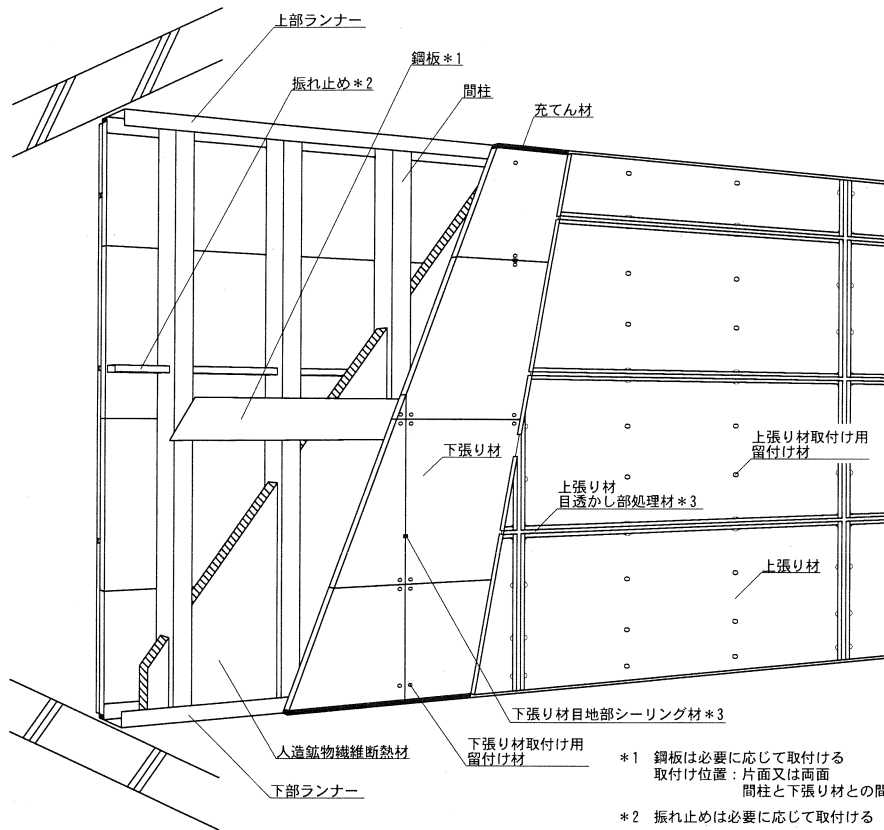 上部ランナー
鋼板*1
振れ止め*2
間柱
充てん材
下張り材
上張り材取付け用
留付け材
上張り材
目透かし部処理材*3
上張り材
下張り材目地部シーリング材*3
人造鉱物繊維断熱材
下張り材取付け用
留付け材
下部ランナー
*1 鋼板は必要に応じて取付ける
取付け位置:片面又は両面
間柱と下張り材との間
*2 振れ止めは必要に応じて取付ける